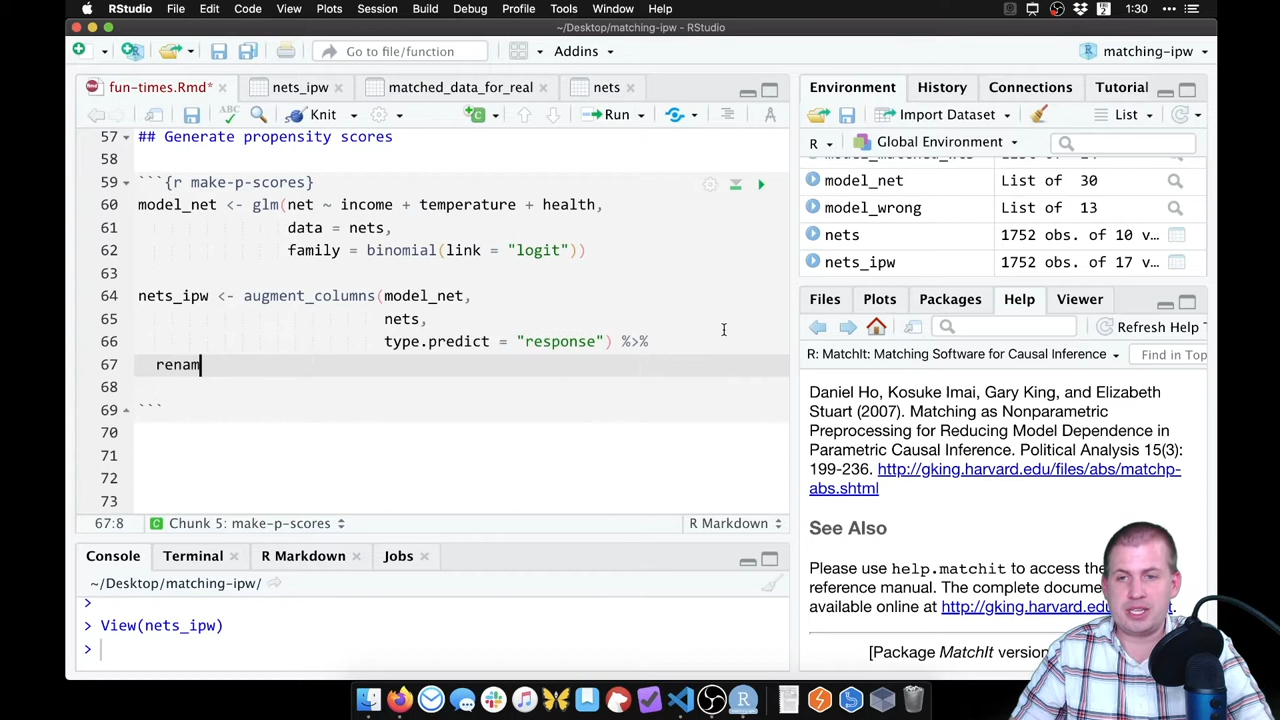 RStudio File Edit Code View Plots Session Build Debug Profile Tools Window Help 2 1:30
~/Desktop/matching-ipw - RStudio
Go to file/function Addins matching-ipw
fun-times.Rmd* nets_ipw matched_data_for_real nets
ABC Knit Run
57 ## Generate propensity scores
58
59 ```{r make-p-scores}
60 model_net <- glm(net ~ income + temperature + health,
61 data = nets,
62 family = binomial(link = "logit"))
63
64 nets_ipw <- augment_columns(model_net,
65 nets,
66 type.predict = "response") %>%
67 renam
68
69 ```
70
71
72
73
67:8 Chunk 5: make-p-scores R Markdown
Console Terminal R Markdown Jobs
~/Desktop/matching-ipw/
>
> View(nets_ipw)
>
Environment History Connections Tutorial
Import Dataset List
R Global Environment
model_net List of 30
model_wrong List of 13
nets 1752 obs. of 10 v…
nets_ipw 1752 obs. of 17 v…
Files Plots Packages Help Viewer
Refresh Help
R: MatchIt: Matching Software for Causal Inference Find in Top
Daniel Ho, Kosuke Imai, Gary King, and Elizabeth
Stuart (2007). Matching as Nonparametric
Preprocessing for Reducing Model Dependence in
Parametric Causal Inference. Political Analysis 15(3):
199-236. http://gking.harvard.edu/files/abs/matchp-
abs.shtml
See Also
Please use help.matchit to access the
reference manual. The complete docume
available online at http://gking.harvard.edu
[Package MatchIt version